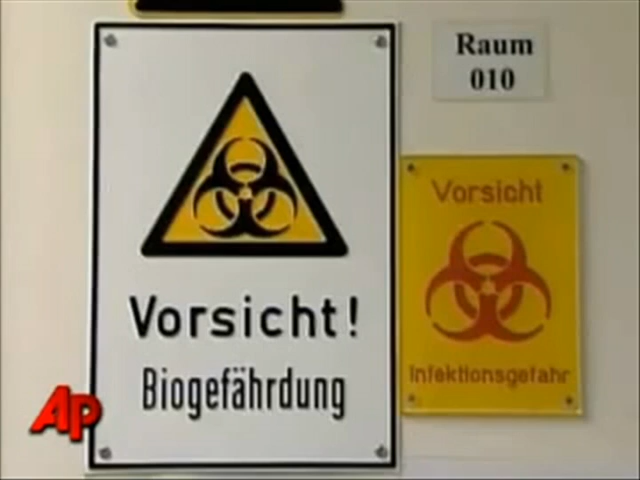 Raum
010
Vorsicht!
Biogefährdung
Vorsicht
Infektionsgefahr
AP